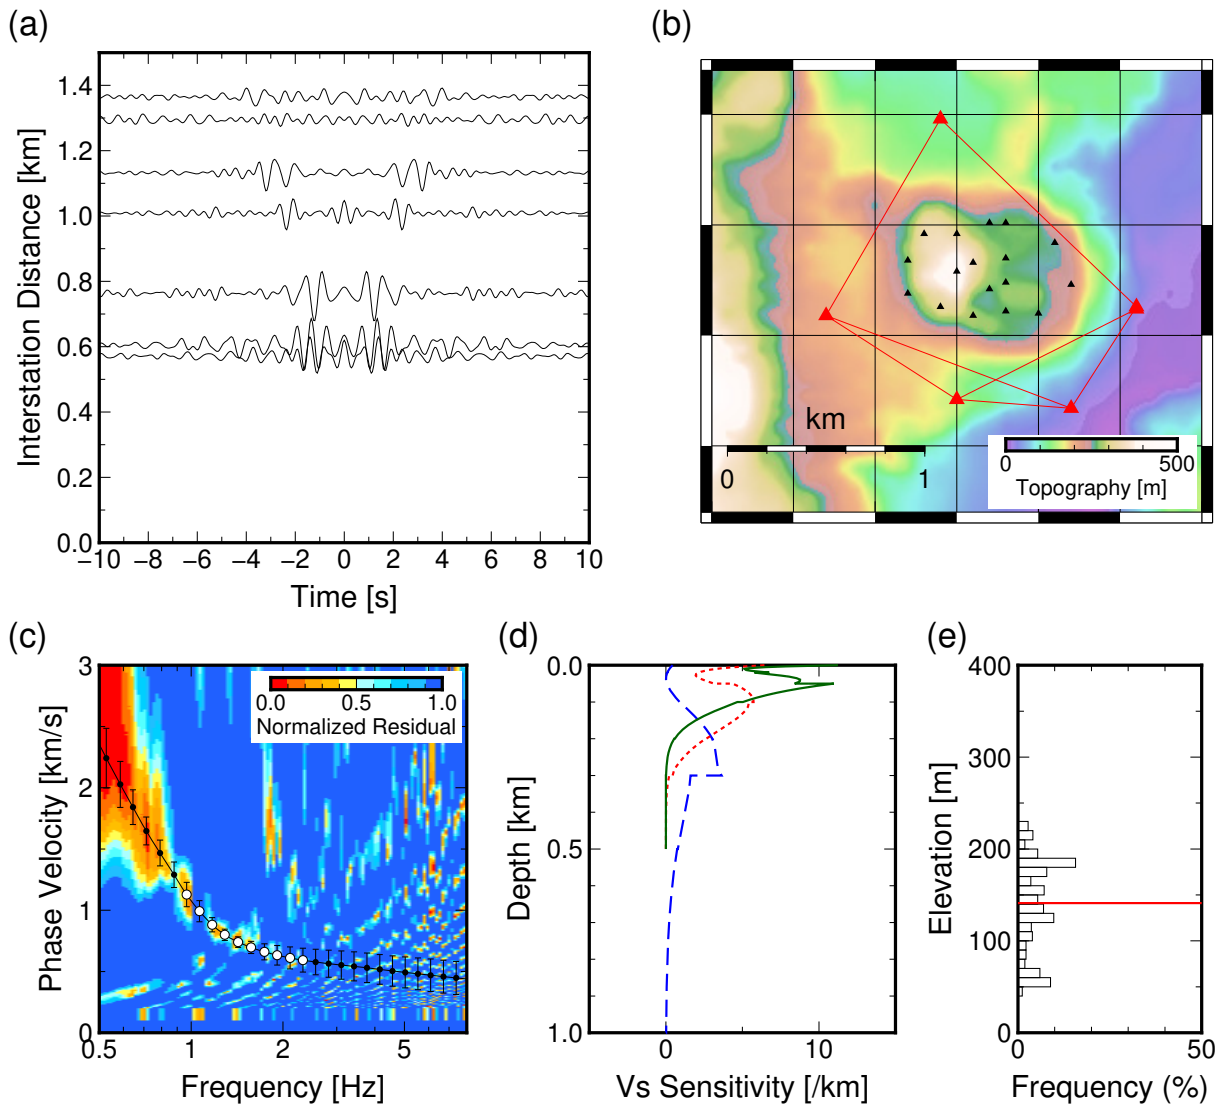 (a)
1.4
1.2
1.0
0.8
0.6
0.4
0.2
0.0
Interstation Distance [km]
−10 −8 −6 −4 −2 0 2 4 6 8 10
Time [s]
(b)
km
0 1
0 500
Topography [m]
(c)
3
2
1
0
Phase Velocity [km/s]
0.0 0.5 1.0
Normalized Residual
0.5 1 2 5
Frequency [Hz]
(d)
0.0
0.5
1.0
Depth [km]
0 5 10
Vs Sensitivity [/km]
(e)
400
300
200
100
0
Elevation [m]
0 50
Frequency (%)